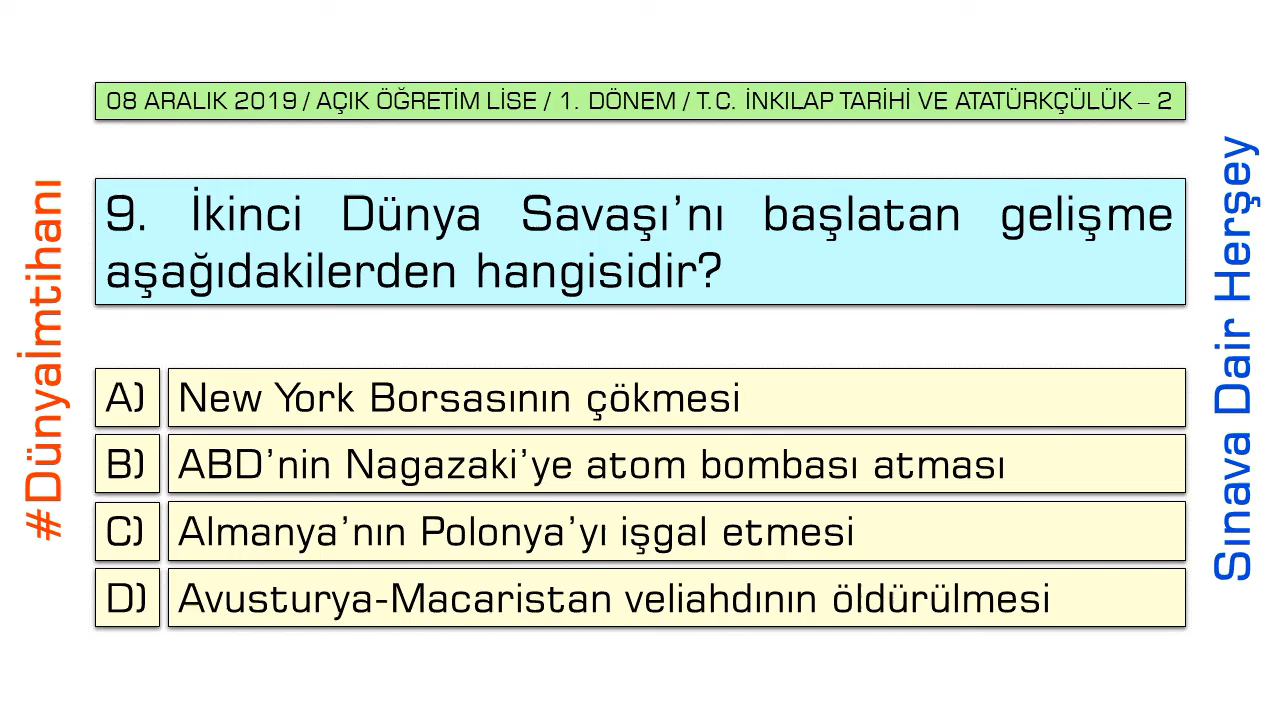 08 ARALIK 2019 / AÇIK ÖĞRETİM LİSE / 1. DÖNEM / T.C. İNKILAP TARİHİ VE ATATÜRKÇÜLÜK – 2
#Dünyaİmtihanı
9. İkinci Dünya Savaşı’nı başlatan gelişme
aşağıdakilerden hangisidir?
A) New York Borsasının çökmesi
B) ABD’nin Nagazaki’ye atom bombası atması
C) Almanya’nın Polonya’yı işgal etmesi
D) Avusturya-Macaristan veliahdının öldürülmesi
Sınava Dair Herşey